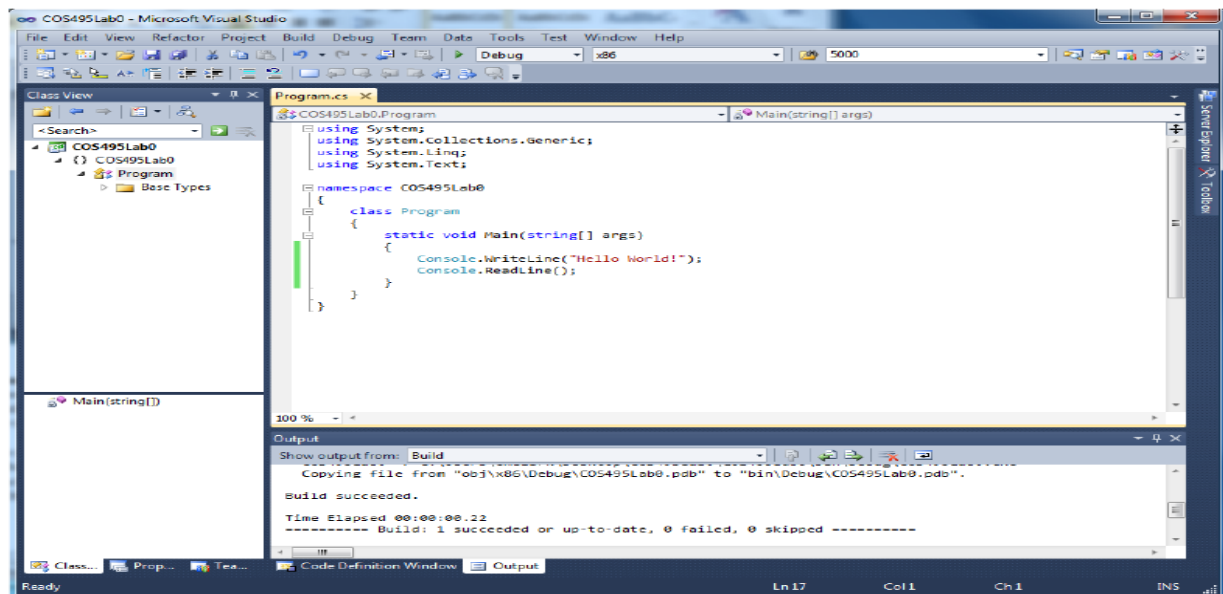 COS495Lab0 - Microsoft Visual Studio
File Edit View Refactor Project Build Debug Team Data Tools Test Window Help
Debug x86 5000
Class View
<Search>
COS495Lab0
{} COS495Lab0
Program
Base Types
Main(string[])
Class... Prop... Tea...
Program.cs
COS495Lab0.Program Main(string[] args)
using System;
using System.Collections.Generic;
using System.Linq;
using System.Text;
namespace COS495Lab0
{
class Program
{
static void Main(string[] args)
{
Console.WriteLine("Hello World!");
Console.ReadLine();
}
}
}
100 %
Output
Show output from: Build
Copying file from "obj\x86\Debug\COS495Lab0.pdb" to "bin\Debug\COS495Lab0.pdb".
Build succeeded.
Time Elapsed 00:00:00.22
---------- Build: 1 succeeded or up-to-date, 0 failed, 0 skipped ----------
Code Definition Window Output
Server Explorer
Toolbox
Ready Ln 17 Col 1 Ch 1 INS